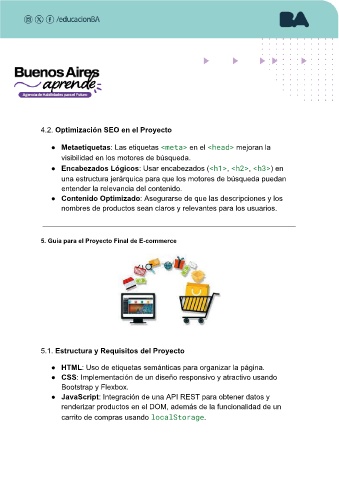 /educacionBA
BA
Buenos Aires
aprende
Agencia de Habilidades para el Futuro
4.2. Optimización SEO en el Proyecto
● Metaetiquetas: Las etiquetas <meta> en el <head> mejoran la
visibilidad en los motores de búsqueda.
● Encabezados Lógicos: Usar encabezados (<h1>, <h2>, <h3>) en
una estructura jerárquica para que los motores de búsqueda puedan
entender la relevancia del contenido.
● Contenido Optimizado: Asegurarse de que las descripciones y los
nombres de productos sean claros y relevantes para los usuarios.
5. Guía para el Proyecto Final de E-commerce
5.1. Estructura y Requisitos del Proyecto
● HTML: Uso de etiquetas semánticas para organizar la página.
● CSS: Implementación de un diseño responsivo y atractivo usando
Bootstrap y Flexbox.
● JavaScript: Integración de una API REST para obtener datos y
renderizar productos en el DOM, además de la funcionalidad de un
carrito de compras usando localStorage.